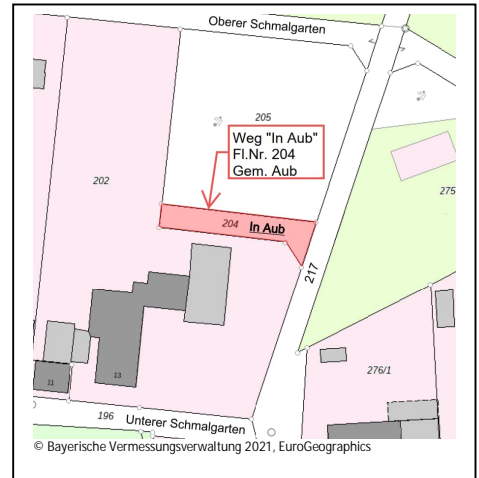 Oberer Schmalgarten
205
Weg "In Aub"
Fl.Nr. 204
Gem. Aub
202
275
204 In Aub
217
276/1
13
11
196 Unterer Schmalgarten
© Bayerische Vermessungsverwaltung 2021, EuroGeographics